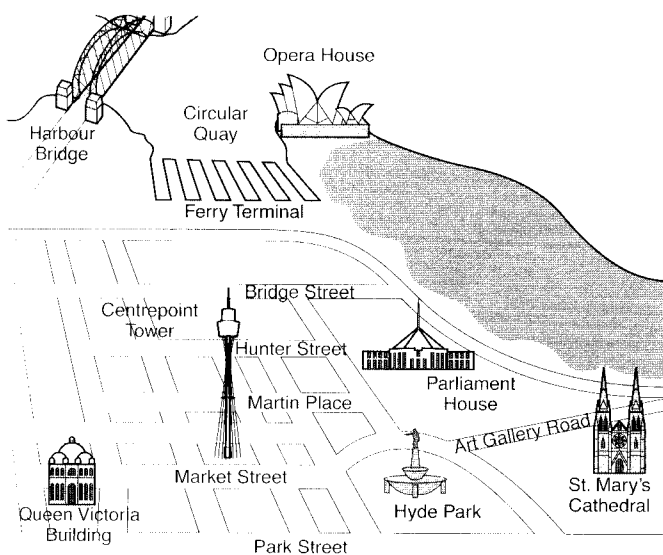 Opera House
Circular
Quay
Harbour
Bridge
Ferry Terminal
Bridge Street
Centrepoint
Tower
Hunter Street
Parliament
House
Martin Place
Art Gallery Road
Market Street
St. Mary's
Cathedral
Queen Victoria
Building
Hyde Park
Park Street